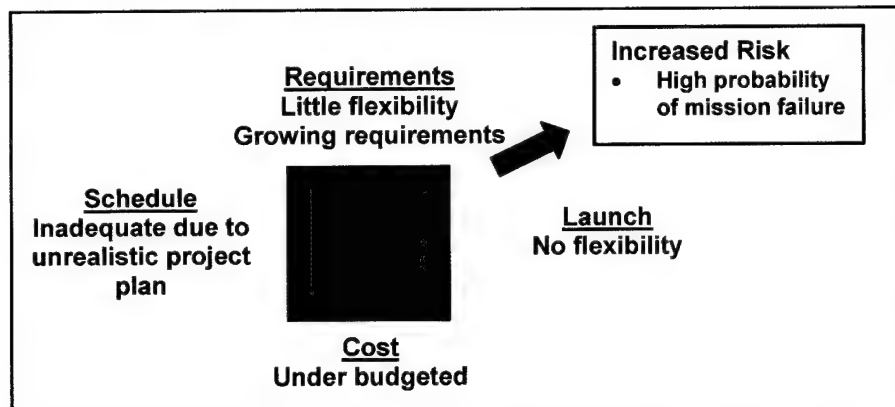 Requirements
Little flexibility
Growing requirements
Increased Risk
• High probability
of mission failure
Schedule
Inadequate due to
unrealistic project
plan
Launch
No flexibility
Cost
Under budgeted